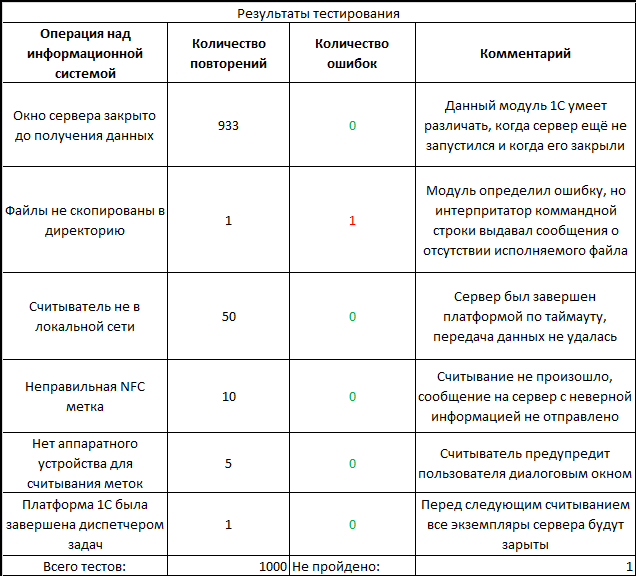 Результаты тестирования
Операция над
информационной
системой
Количество
повторений
Количество
ошибок
Комментарий
Окно сервера закрыто
до получения данных
933
0
Данный модуль 1С умеет
различать, когда сервер ещё не
запустился и когда его закрыли
Файлы не скопированы в
директорию
1
1
Модуль определил ошибку, но
интерпритатор коммандной
строки выдавал сообщения о
отсутствии исполняемого файла
Считыватель не в
локальной сети
50
0
Сервер был завершен
платформой по таймауту,
передача данных не удалась
Неправильная NFC
метка
10
0
Считывание не произошло,
сообщение на сервер с неверной
информацией не отправлено
Нет аппаратного
устройства для
считывания меток
5
0
Считыватель предупредит
пользователя диалоговым окном
Платформа 1С была
завершена диспетчером
задач
1
0
Перед следующим считыванием
все экземпляры сервера будут
зарыты
Всего тестов:
1000
Не пройдено:
1